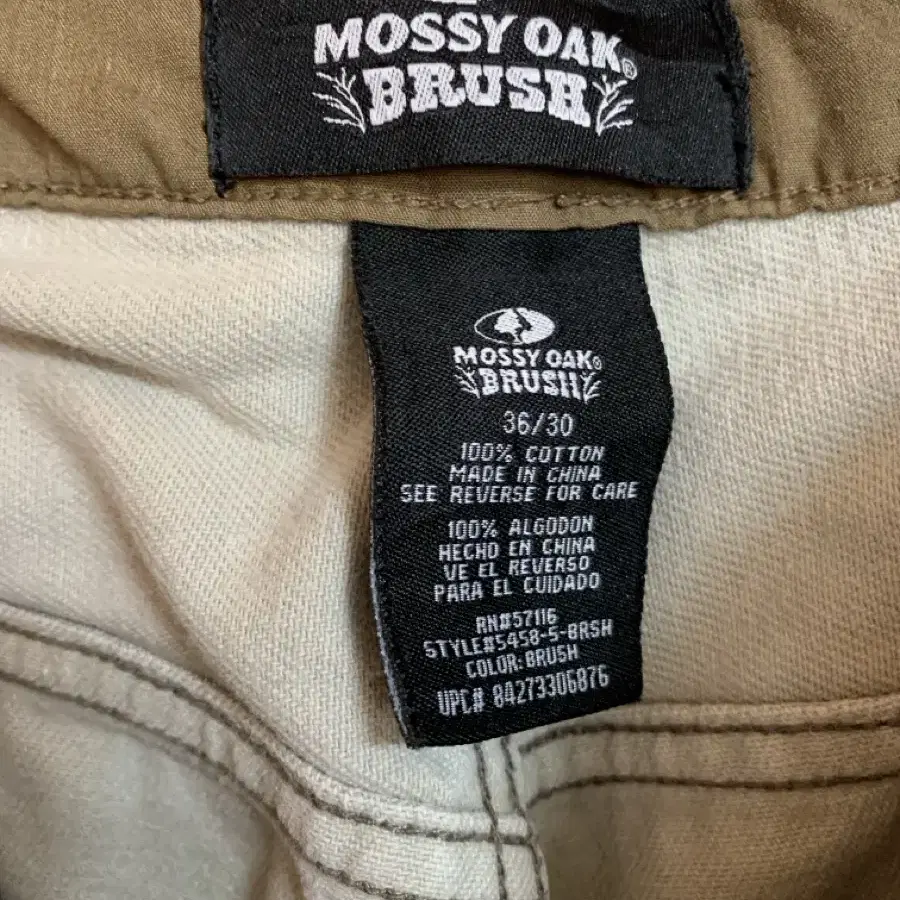 MOSSY OAK®
BRUSH
MOSSY OAK®
BRUSH
36/30
100% COTTON
MADE IN CHINA
SEE REVERSE FOR CARE
100% ALGODON
HECHO EN CHINA
VE EL REVERSO
PARA EL CUIDADO
RN#57116
STYLE#5458-5-BRSH
COLOR: BRUSH
UPC# 84273306876